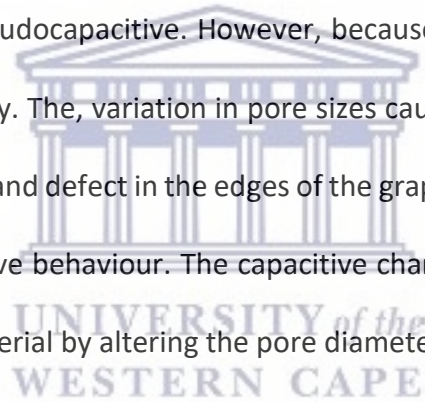 udocapacitive. However, because
y. The, variation in pore sizes cau
and defect in the edges of the grap
ve behaviour. The capacitive char
UNIVERSITY of the
erial by altering the pore diamete
WESTERN CAPE